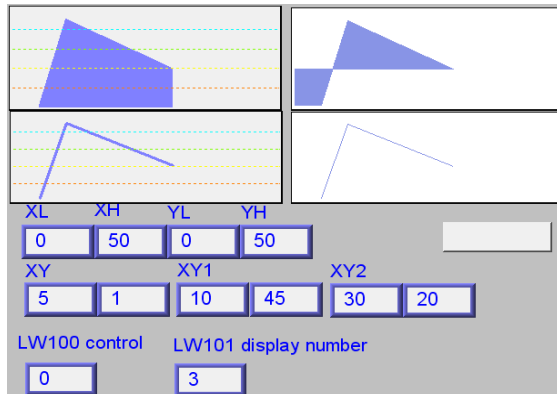 XL XH YL YH
0 50 0 50
XY XY1 XY2
5 1 10 45 30 20
LW100 control LW101 display number
0 3